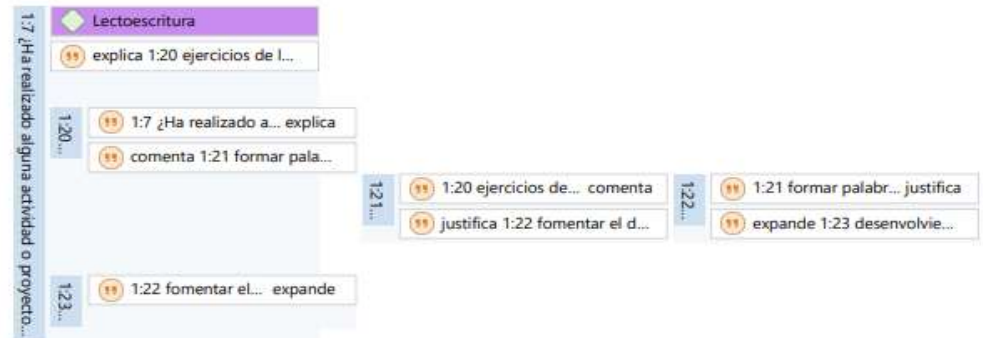 1:7 ¿Ha realizado alguna actividad o proyecto...
Lectoescritura
explica 1:20 ejercicios de l...
1:20...
1:7 ¿Ha realizado a... explica
comenta 1:21 formar pala...
1:21...
1:20 ejercicios de... comenta
justifica 1:22 fomentar el d...
1:22...
1:21 formar palabr... justifica
expande 1:23 desenvolvie...
1:23...
1:22 fomentar el... expande